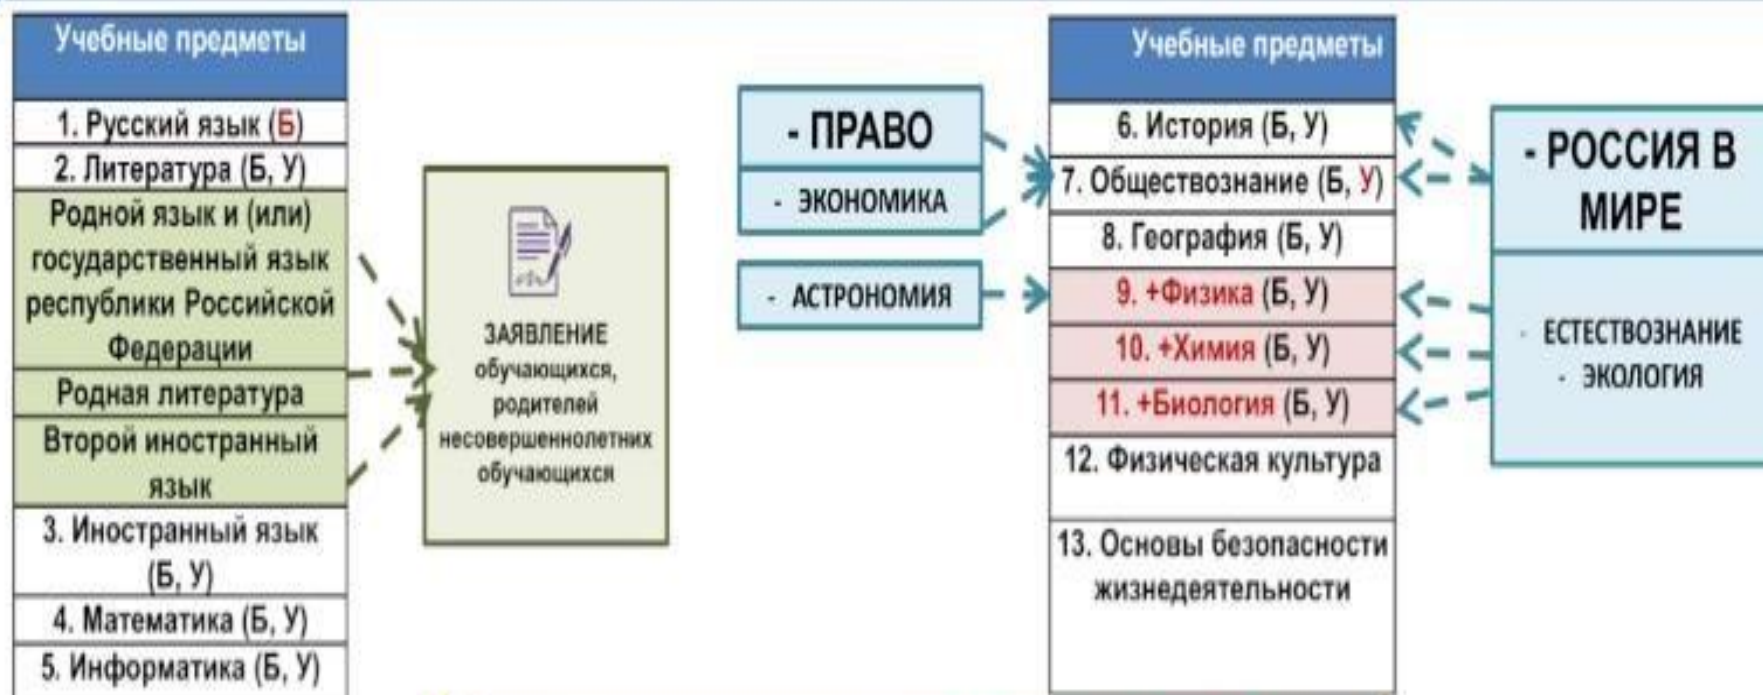 Учебные предметы
1. Русский язык (Б)
2. Литература (Б, У)
Родной язык и (или)
государственный язык
республики Российской
Федерации
Родная литература
Второй иностранный
язык
3. Иностранный язык
(Б, У)
4. Математика (Б, У)
5. Информатика (Б, У)
ЗАЯВЛЕНИЕ
обучающихся,
родителей
несовершеннолетних
обучающихся
- ПРАВО
- ЭКОНОМИКА
- АСТРОНОМИЯ
Учебные предметы
6. История (Б, У)
7. Обществознание (Б, У)
8. География (Б, У)
9. +Физика (Б, У)
10. +Химия (Б, У)
11. +Биология (Б, У)
12. Физическая культура
13. Основы безопасности
жизнедеятельности
- РОССИЯ В
МИРЕ
- ЕСТЕСТВОЗНАНИЕ
- ЭКОЛОГИЯ